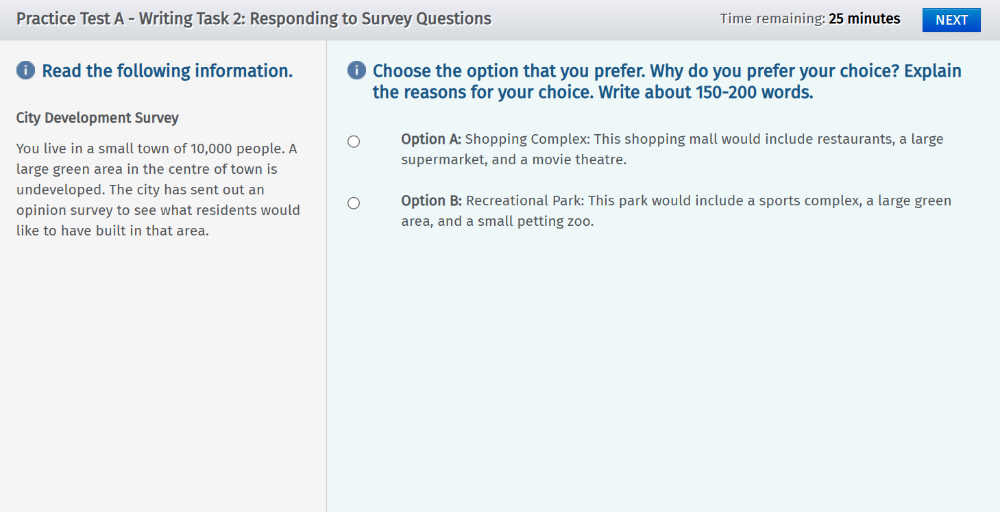 Practice Test A - Writing Task 2: Responding to Survey Questions
Time remaining: 25 minutes
NEXT
Read the following information.
City Development Survey
You live in a small town of 10,000 people. A
large green area in the centre of town is
undeveloped. The city has sent out an
opinion survey to see what residents would
like to have built in that area.
Choose the option that you prefer. Why do you prefer your choice? Explain
the reasons for your choice. Write about 150-200 words.
Option A: Shopping Complex: This shopping mall would include restaurants, a large
supermarket, and a movie theatre.
Option B: Recreational Park: This park would include a sports complex, a large green
area, and a small petting zoo.